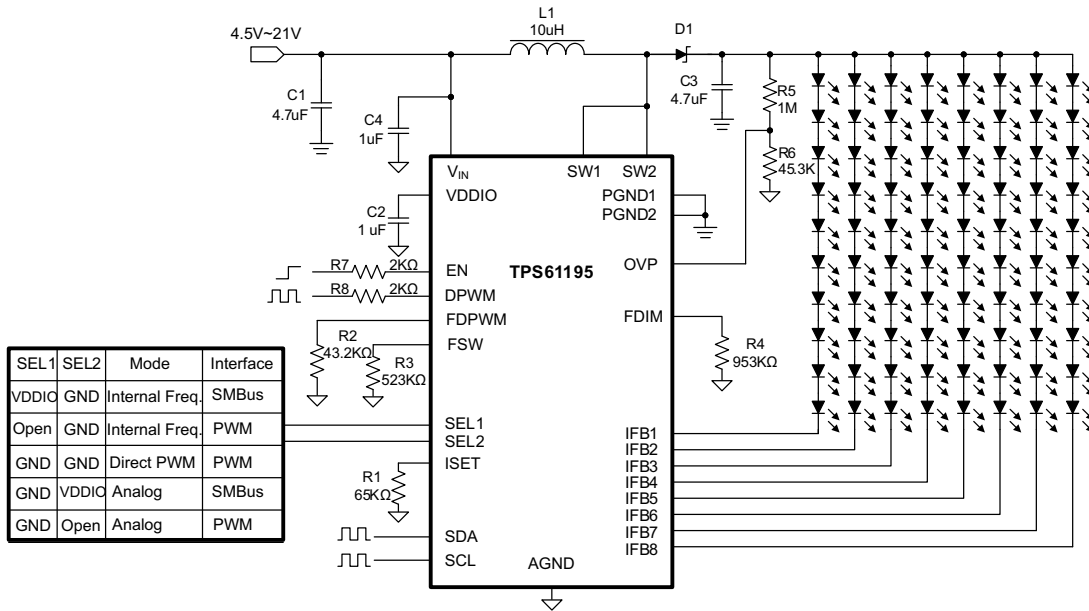 L1
10uH
4.5V~21V
D1
C1
4.7uF
C4
1uF
C3
4.7uF
R5
1M
R6
45.3K
VIN
SW1
SW2
VDDIO
PGND1
PGND2
C2
1 uF
TPS61195
OVP
R7
2KΩ
EN
R8
2KΩ
DPWM
FDPWM
FDIM
R2
43.2KΩ
FSW
R3
523KΩ
R4
953KΩ
SEL1 SEL2 Mode Interface
VDDIO GND Internal Freq. SMBus
Open GND Internal Freq. PWM
GND GND Direct PWM PWM
GND VDDIO Analog SMBus
GND Open Analog PWM
SEL1
SEL2
ISET
R1
65KΩ
SDA
SCL
AGND
IFB1
IFB2
IFB3
IFB4
IFB5
IFB6
IFB7
IFB8